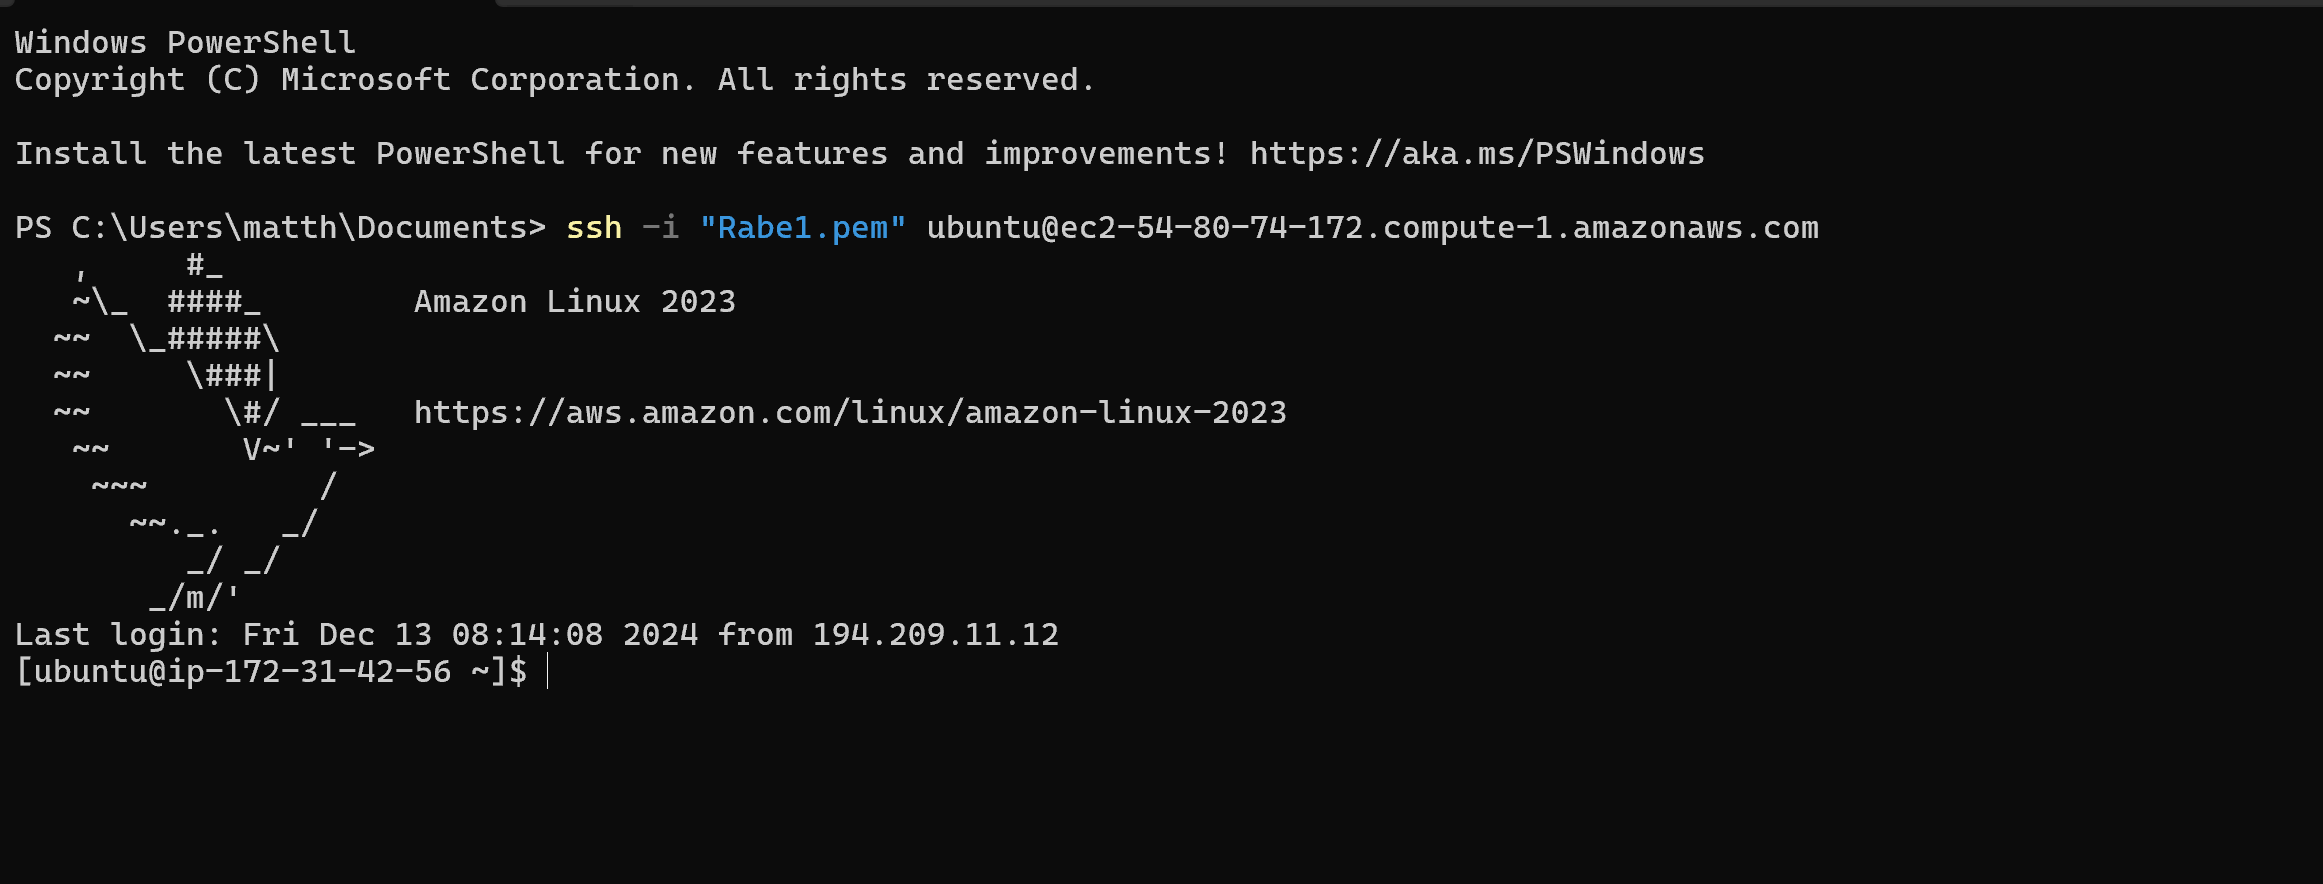 Windows PowerShell
Copyright (C) Microsoft Corporation. All rights reserved.
Install the latest PowerShell for new features and improvements! https://aka.ms/PSWindows
PS C:\Users\matth\Documents> ssh -i "Rabe1.pem" ubuntu@ec2-54-80-74-172.compute-1.amazonaws.com
   ,     #_
   ~\_  ####_        Amazon Linux 2023
  ~~  \_#####\
  ~~     \###|
  ~~       \#/ ___   https://aws.amazon.com/linux/amazon-linux-2023
   ~~       V~' '->
    ~~~         /
      ~~._.   _/
         _/ _/
       _/m/'
Last login: Fri Dec 13 08:14:08 2024 from 194.209.11.12
[ubuntu@ip-172-31-42-56 ~]$